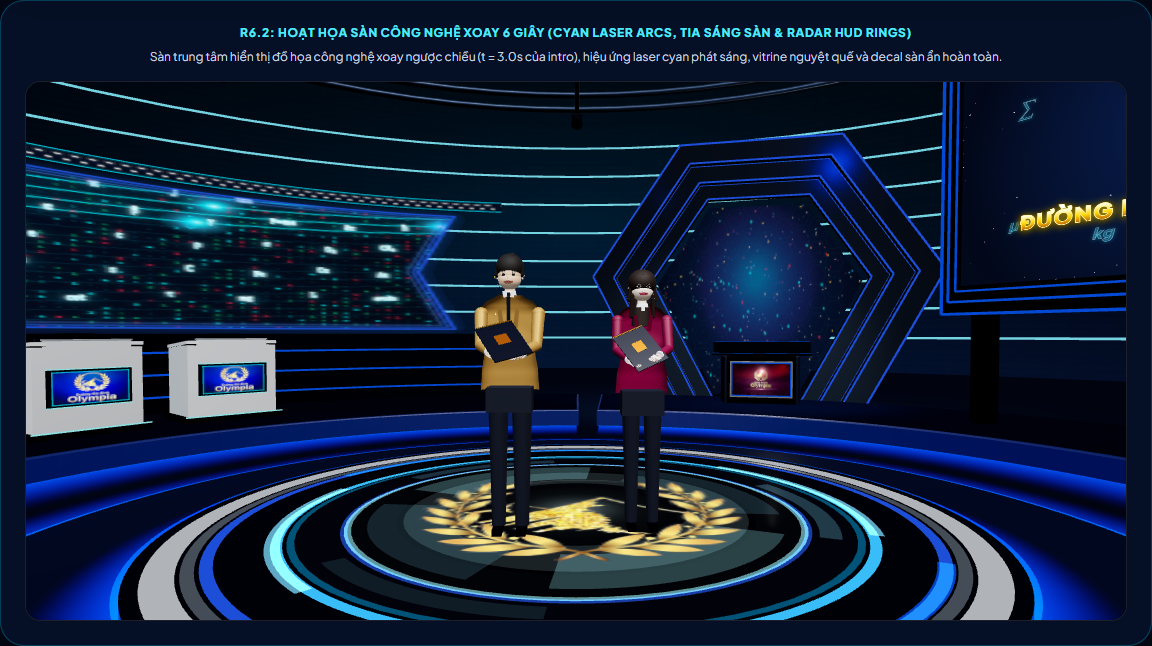 R6.2: HOẠT HỌA SÀN CÔNG NGHỆ XOAY 6 GIÂY (CYAN LASER ARCS, TIA SÁNG SÀN & RADAR HUD RINGS)
Sàn trung tâm hiển thị đồ họa công nghệ xoay ngược chiều (t = 3.0s của intro), hiệu ứng laser cyan phát sáng, vitrine nguyệt quế và decal sàn ẩn hoàn toàn.
Σ
ĐƯỜNG
μ
kg
Olympia
Olympia
Olympia